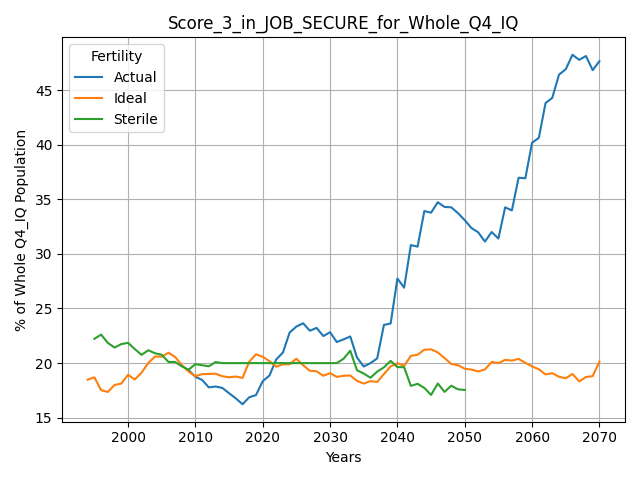 Score_3_in_JOB_SECURE_for_Whole_Q4_IQ
Fertility
Actual
Ideal
Sterile
% of Whole Q4_IQ Population
45
40
35
30
25
20
15
2000
2010
2020
2030
2040
2050
2060
2070
Years